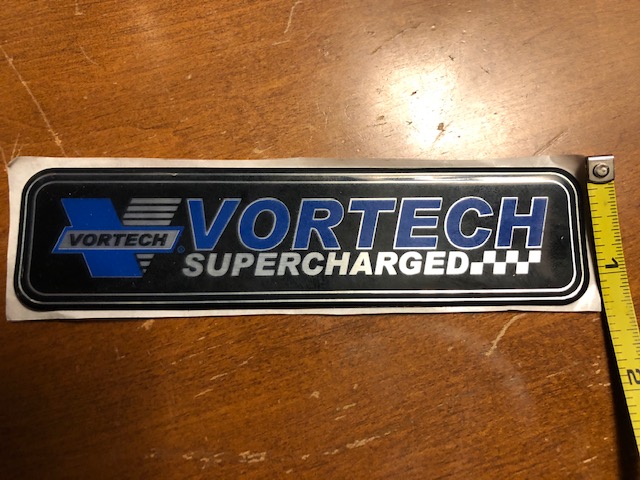 VORTECH
®
VORTECH
SUPERCHARGED
1
2